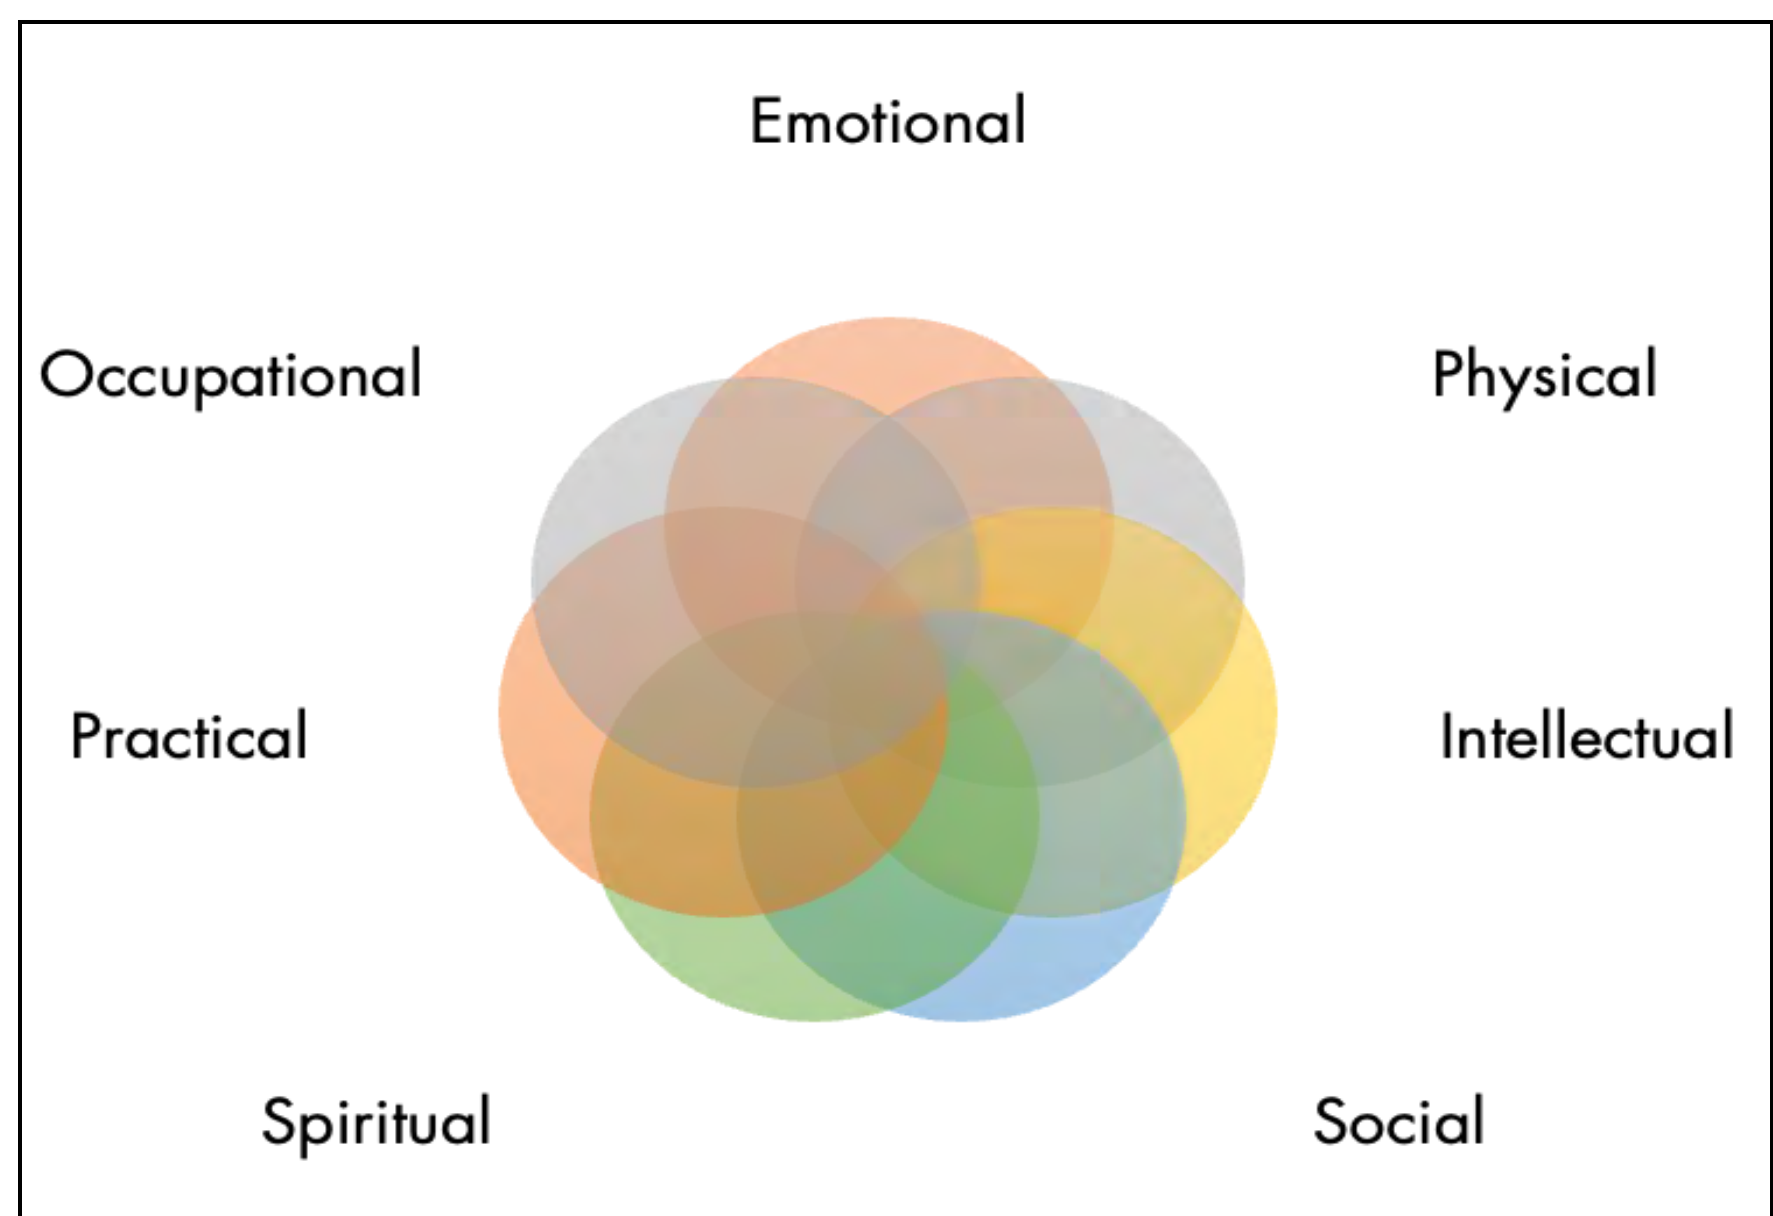 Emotional
Occupational
Physical
Practical
Intellectual
Spiritual
Social